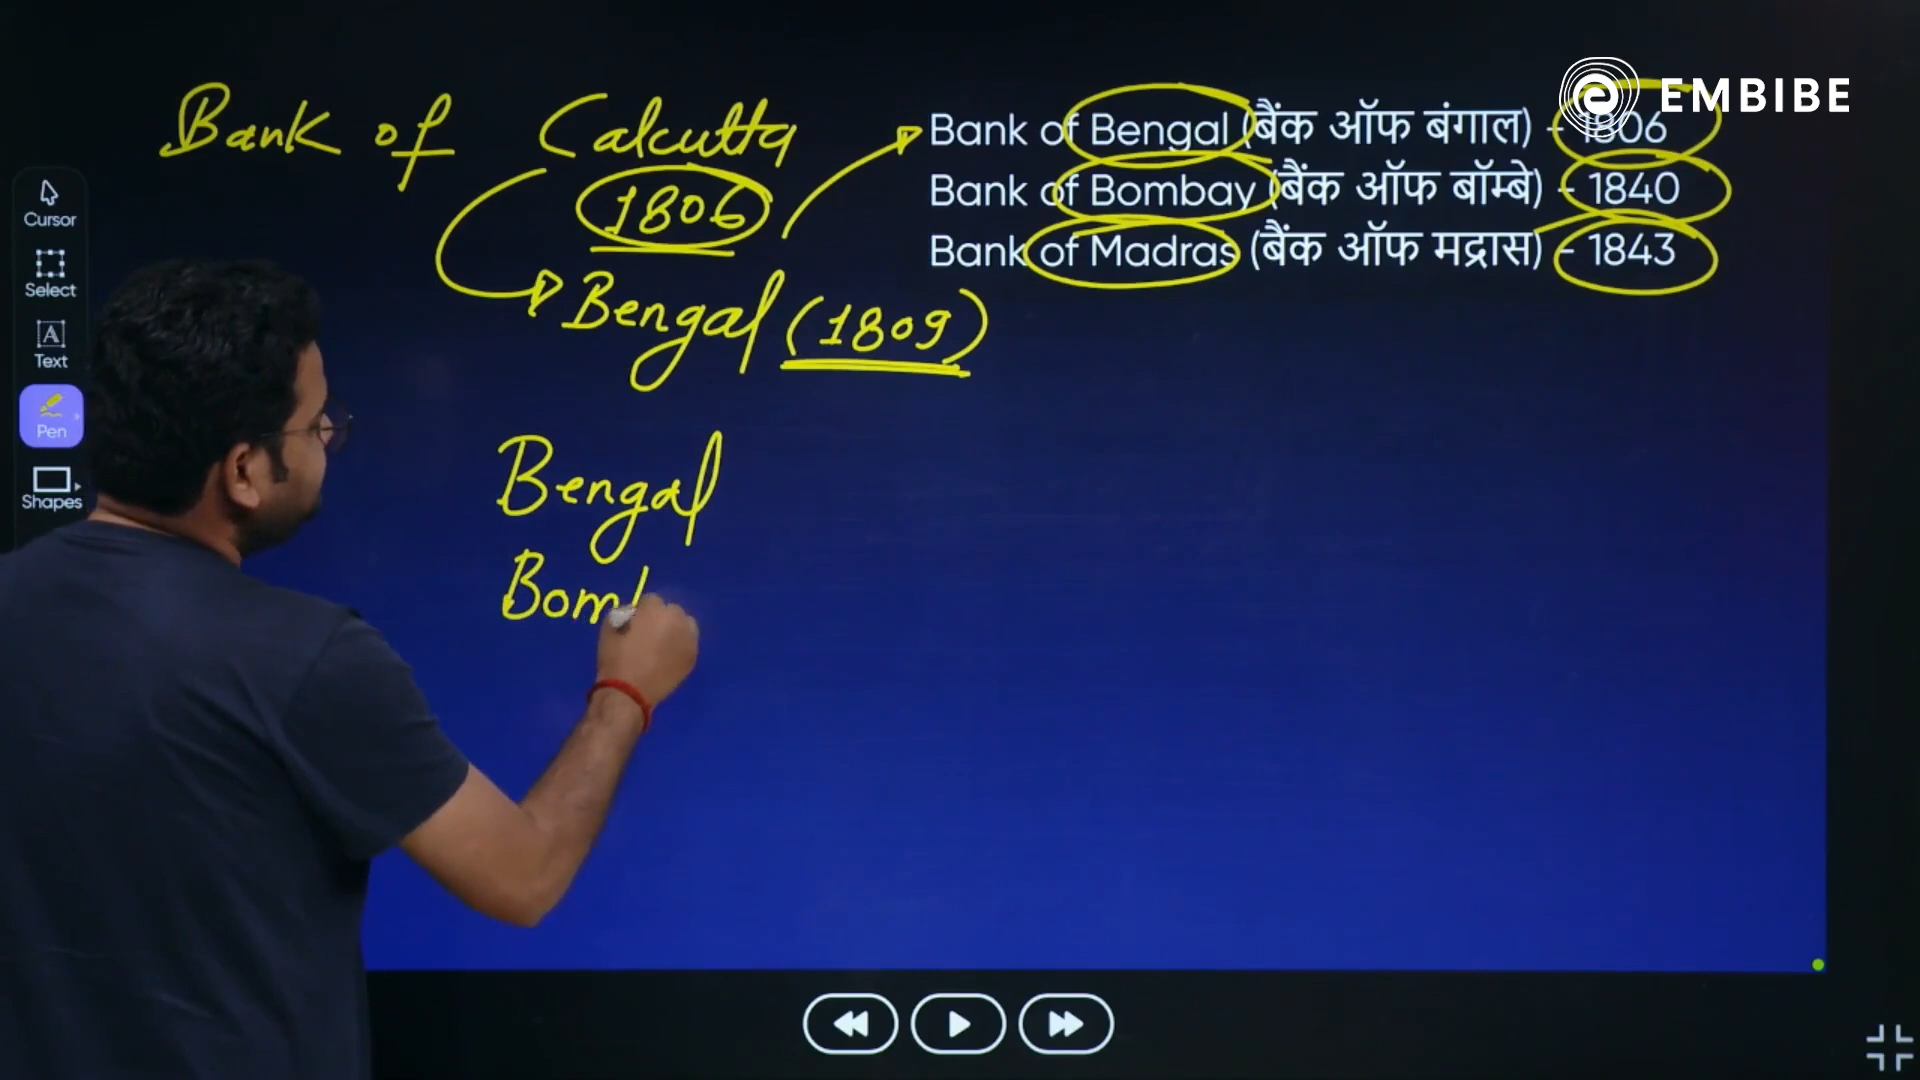 EMBIBE
Bank of Calcutta
1806
Bengal (1809)
Bank of Bengal (बैंक ऑफ बंगाल) - 1806
Bank of Bombay (बैंक ऑफ बॉम्बे) - 1840
Bank of Madras (बैंक ऑफ मद्रास) - 1843
Bengal
Bomb
Cursor
Select
A
Text
Pen
Shapes